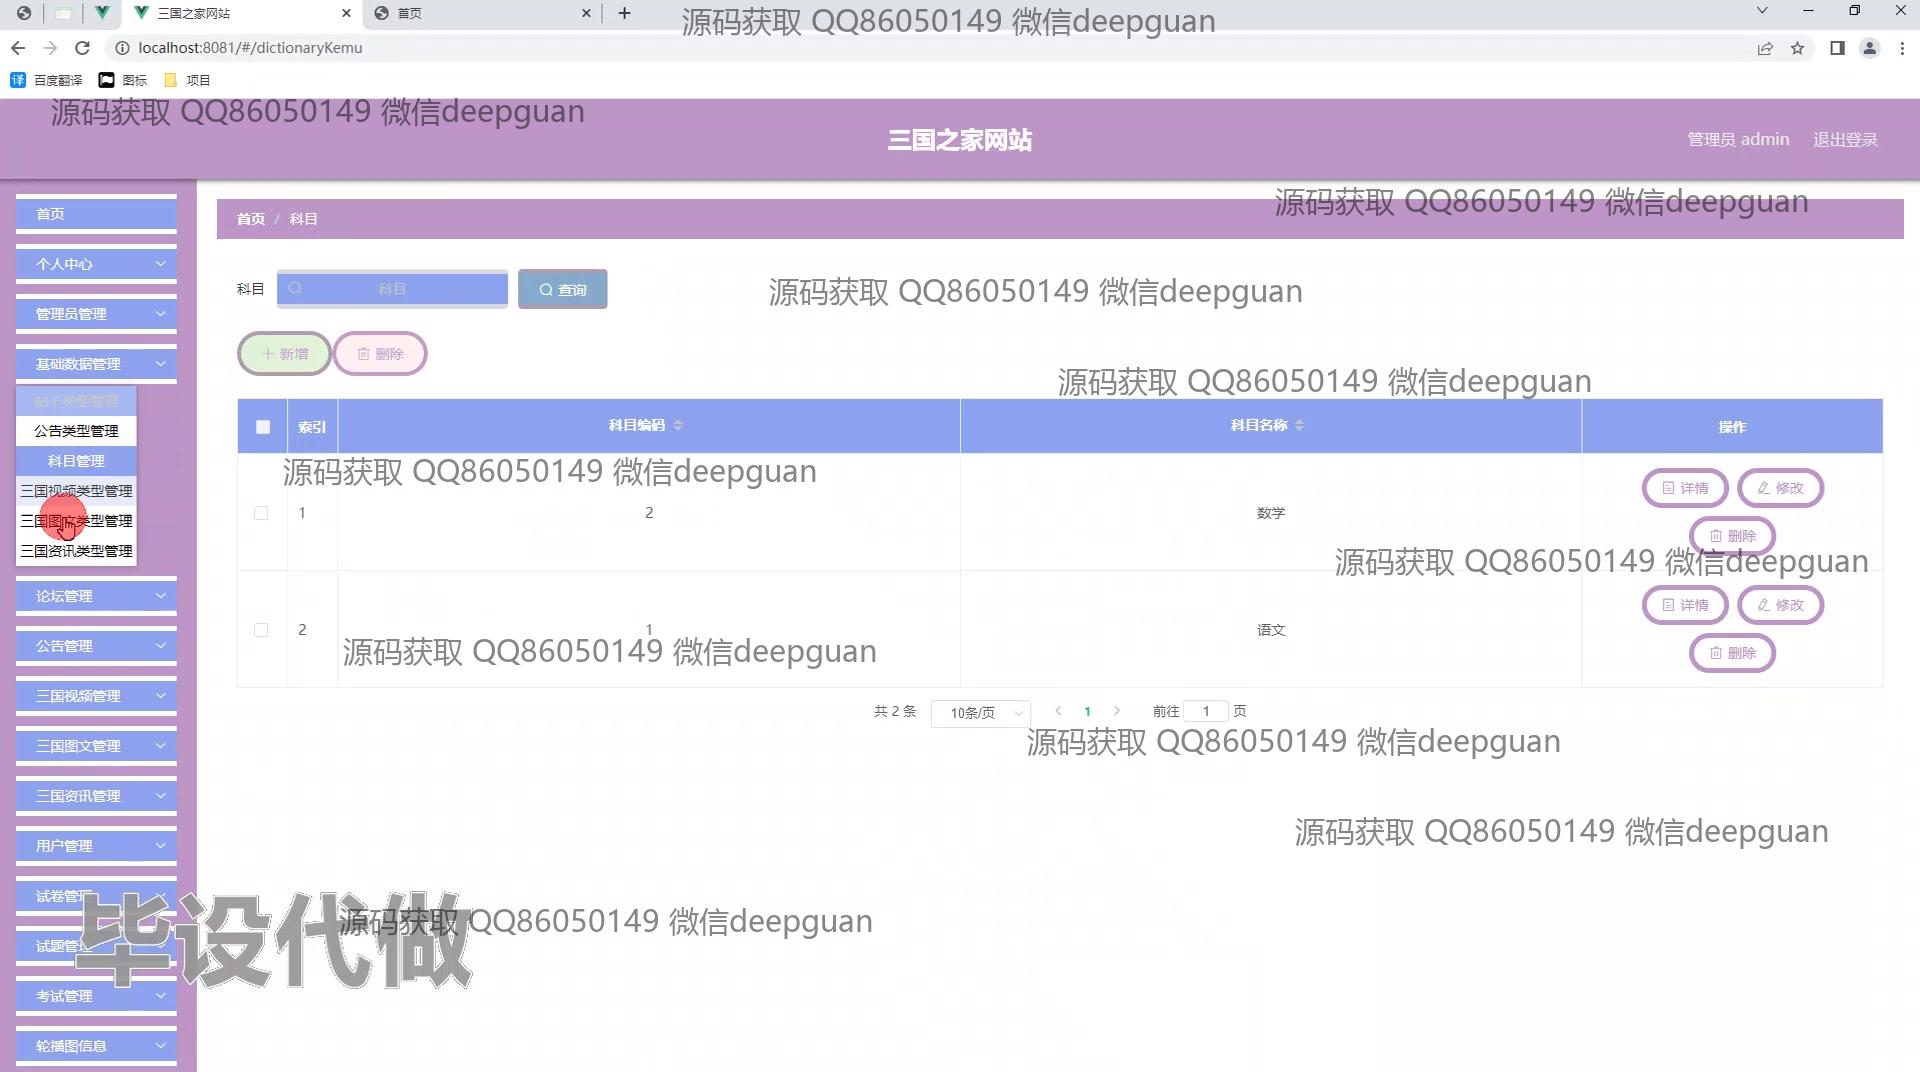 三国之家网站
首页
源码获取 QQ86050149 微信deepguan
localhost:8081/#/dictionaryKemu
译 百度翻译
图标
项目
源码获取 QQ86050149 微信deepguan
三国之家网站
管理员 admin
退出登录
源码获取 QQ86050149 微信deepguan
首页 / 科目
首页
个人中心
管理员管理
基础数据管理
帖子类型管理
公告类型管理
科目管理
三国视频类型管理
三国图文类型管理
三国资讯类型管理
论坛管理
公告管理
三国视频管理
三国图文管理
三国资讯管理
用户管理
试卷管理
试题管理
考试管理
轮播图信息
科目
科目
查询
源码获取 QQ86050149 微信deepguan
新增
删除
源码获取 QQ86050149 微信deepguan
索引 科目编码 科目名称 操作
源码获取 QQ86050149 微信deepguan
1 2 数学
详情 修改
删除
源码获取 QQ86050149 微信deepguan
2 1 语文
详情 修改
删除
源码获取 QQ86050149 微信deepguan
共 2 条 10条/页 1 前往 1 页
源码获取 QQ86050149 微信deepguan
源码获取 QQ86050149 微信deepguan
毕设代做
源码获取 QQ86050149 微信deepguan